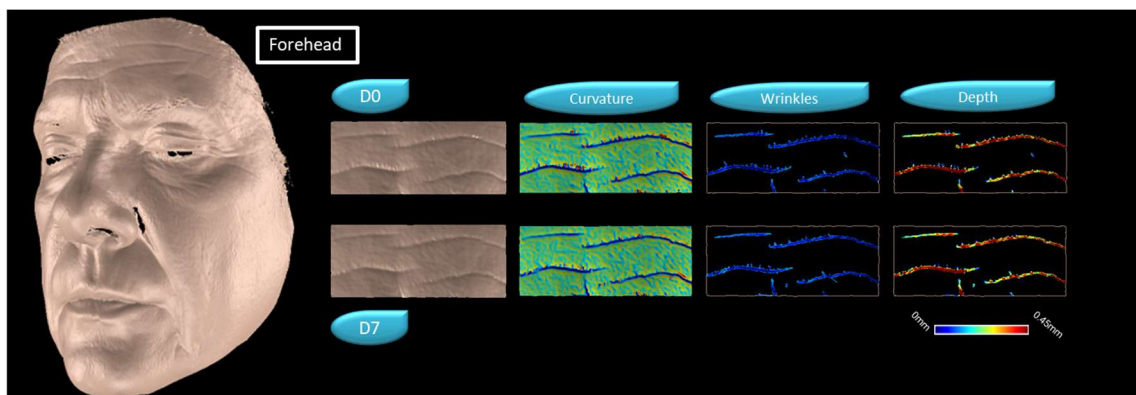 Forehead
D0
Curvature
Wrinkles
Depth
D7
0mm
0.45mm